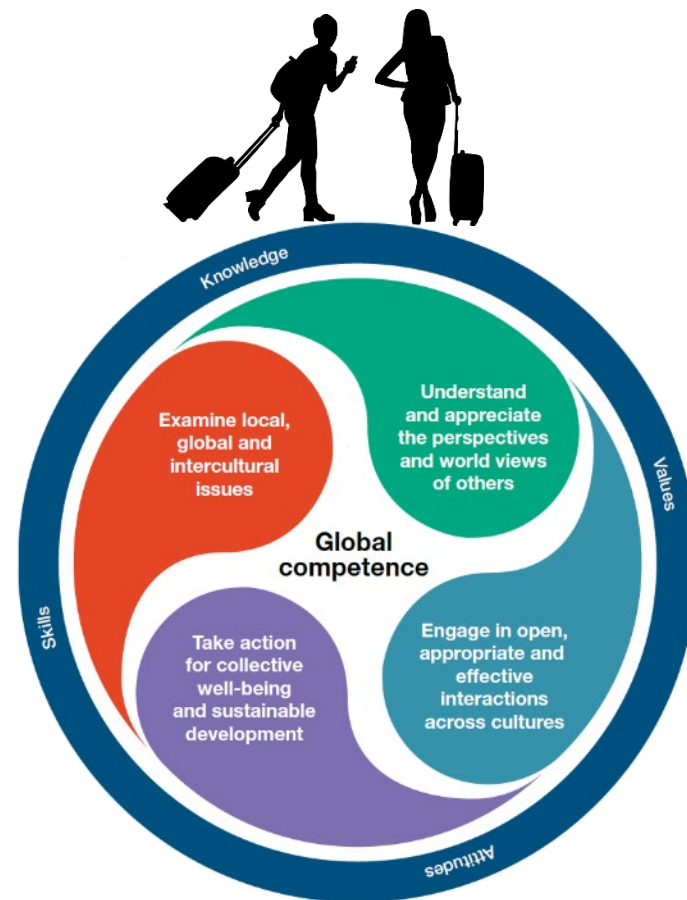 Knowledge
Values
Examine local,
global and
intercultural
issues
Understand
and appreciate
the perspectives
and world views
of others
Global
competence
Skills
Take action
for collective
well-being
and sustainable
development
Engage in open,
appropriate and
effective
interactions
across cultures
Attitudes